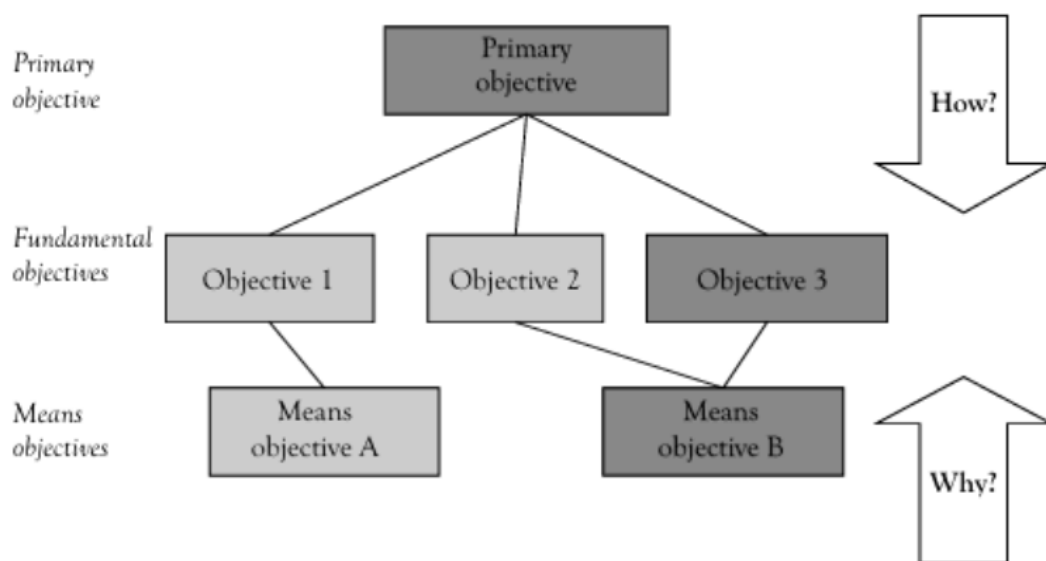 Primary
objective
Primary
objective
How?
Fundamental
objectives
Objective 1
Objective 2
Objective 3
Means
objectives
Means
objective A
Means
objective B
Why?